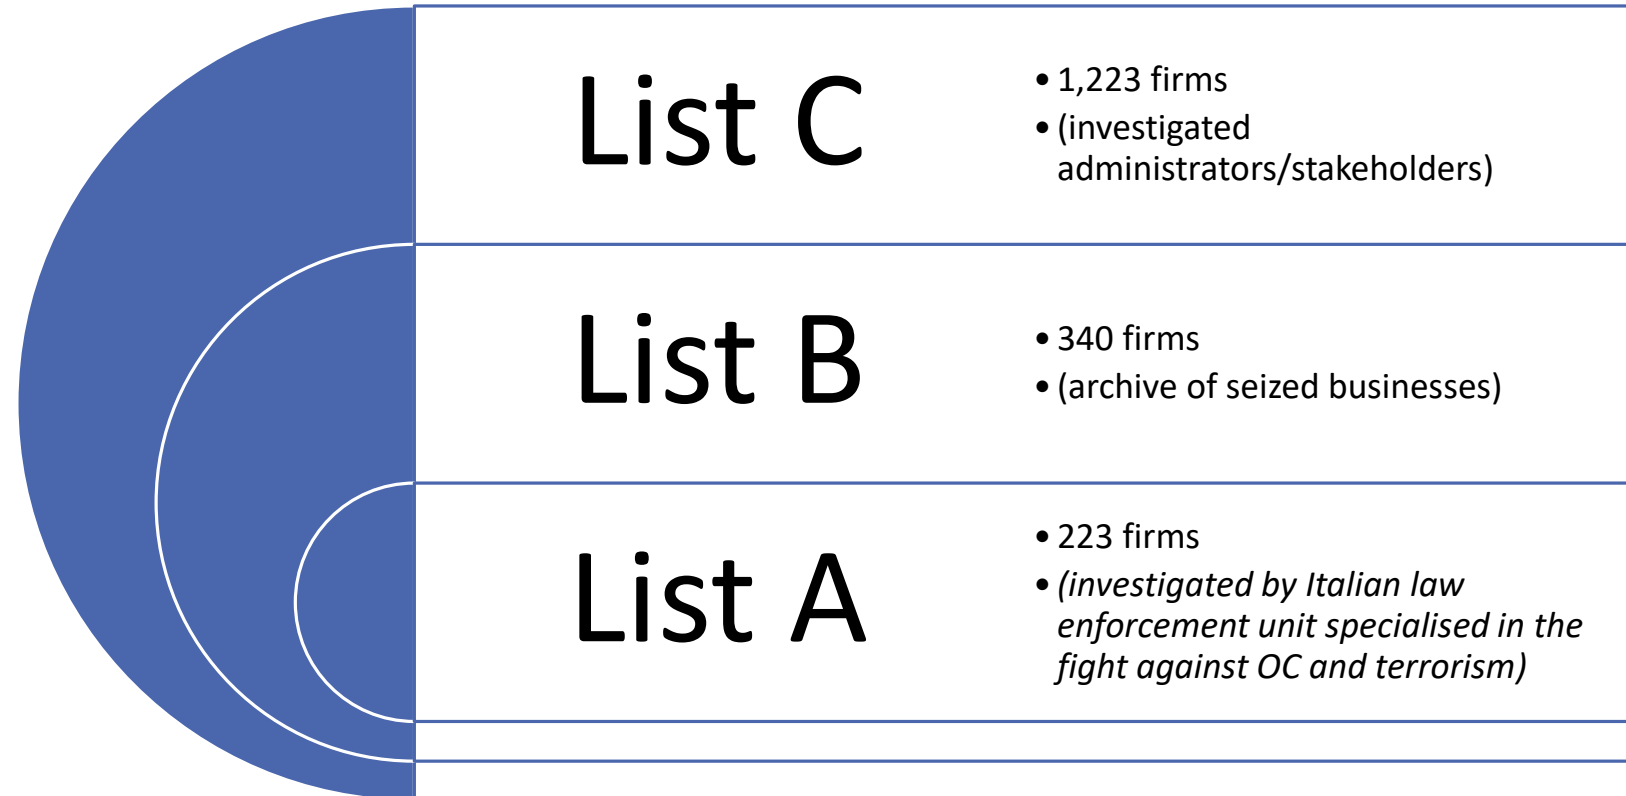 List C
• 1,223 firms
• (investigated
administrators/stakeholders)
List B
• 340 firms
• (archive of seized businesses)
List A
• 223 firms
• (investigated by Italian law
enforcement unit specialised in the
fight against OC and terrorism)